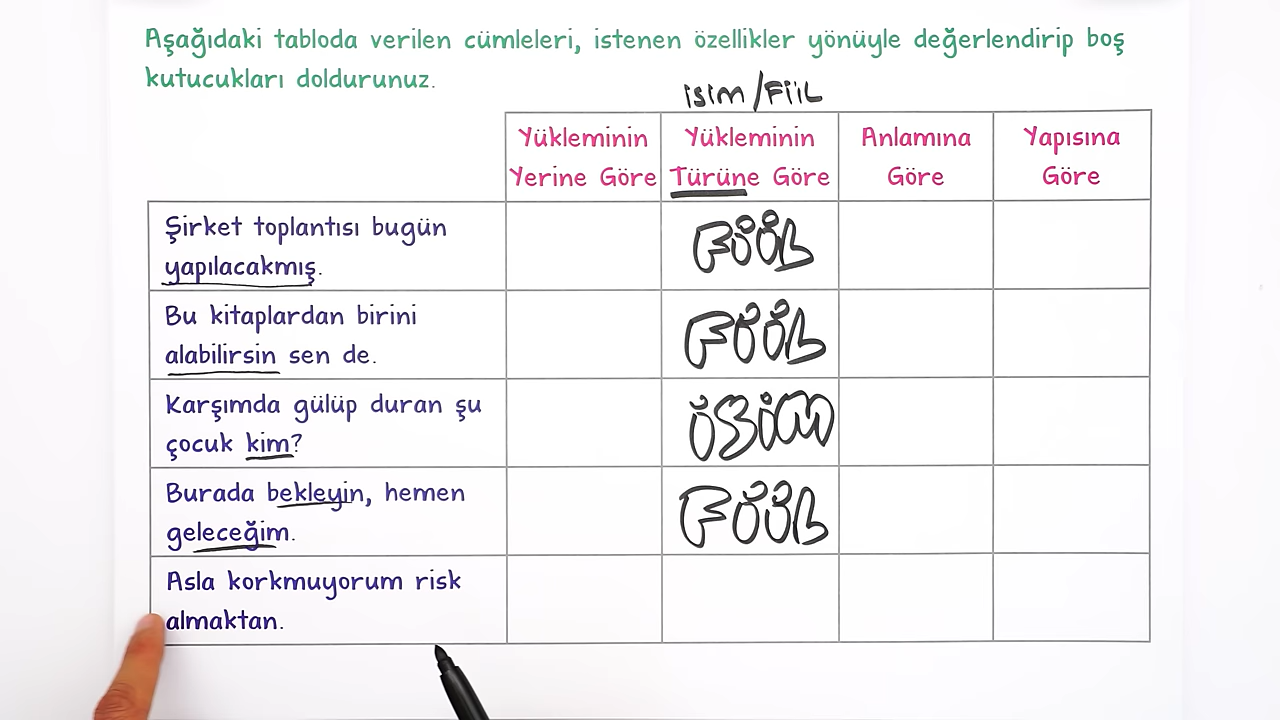 Aşağıdaki tabloda verilen cümleleri, istenen özellikler yönüyle değerlendirip boş
kutucukları doldurunuz.
isim/FİİL
Yükleminin
Yerine Göre
Yükleminin
Türüne Göre
Anlamına
Göre
Yapısına
Göre
Şirket toplantısı bugün
yapılacakmış.
FİİL
Bu kitaplardan birini
alabilirsin sen de.
FİİL
Karşımda gülüp duran şu
çocuk kim?
İSİM
Burada bekleyin, hemen
geleceğim.
FİİL
Asla korkmuyorum risk
almaktan.